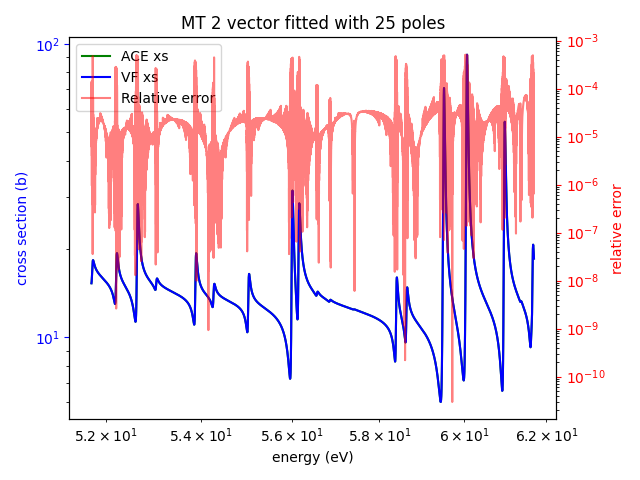 MT 2 vector fitted with 25 poles
ACE xs
VF xs
Relative error
10²
10¹
cross section (b)
10⁻³
10⁻⁴
10⁻⁵
10⁻⁶
10⁻⁷
10⁻⁸
10⁻⁹
10⁻¹⁰
relative error
5.2 × 10¹ 5.4 × 10¹ 5.6 × 10¹ 5.8 × 10¹ 6 × 10¹ 6.2 × 10¹
energy (eV)